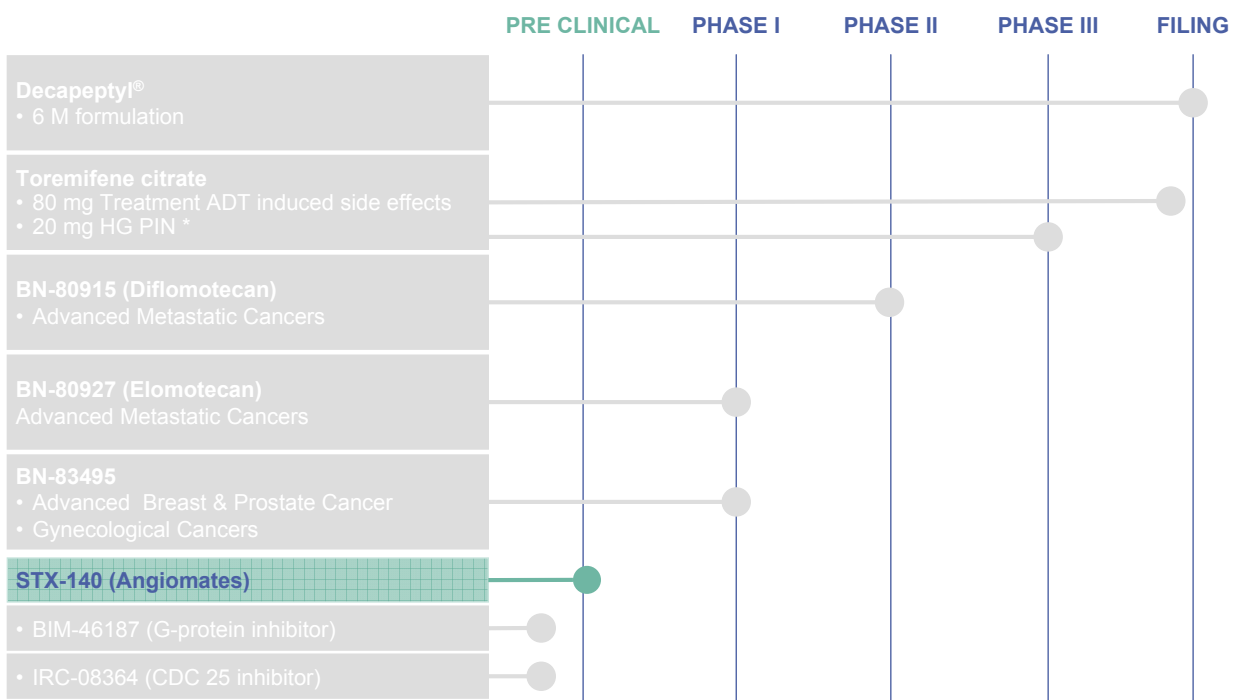 PRE CLINICAL PHASE I PHASE II PHASE III FILING
Decapeptyl®
• 6 M formulation
Toremifene citrate
• 80 mg Treatment ADT induced side effects
• 20 mg HG PIN *
BN-80915 (Diflomotecan)
• Advanced Metastatic Cancers
BN-80927 (Elomotecan)
Advanced Metastatic Cancers
BN-83495
• Advanced Breast & Prostate Cancer
• Gynecological Cancers
STX-140 (Angiomates)
• BIM-46187 (G-protein inhibitor)
• IRC-08364 (CDC 25 inhibitor)